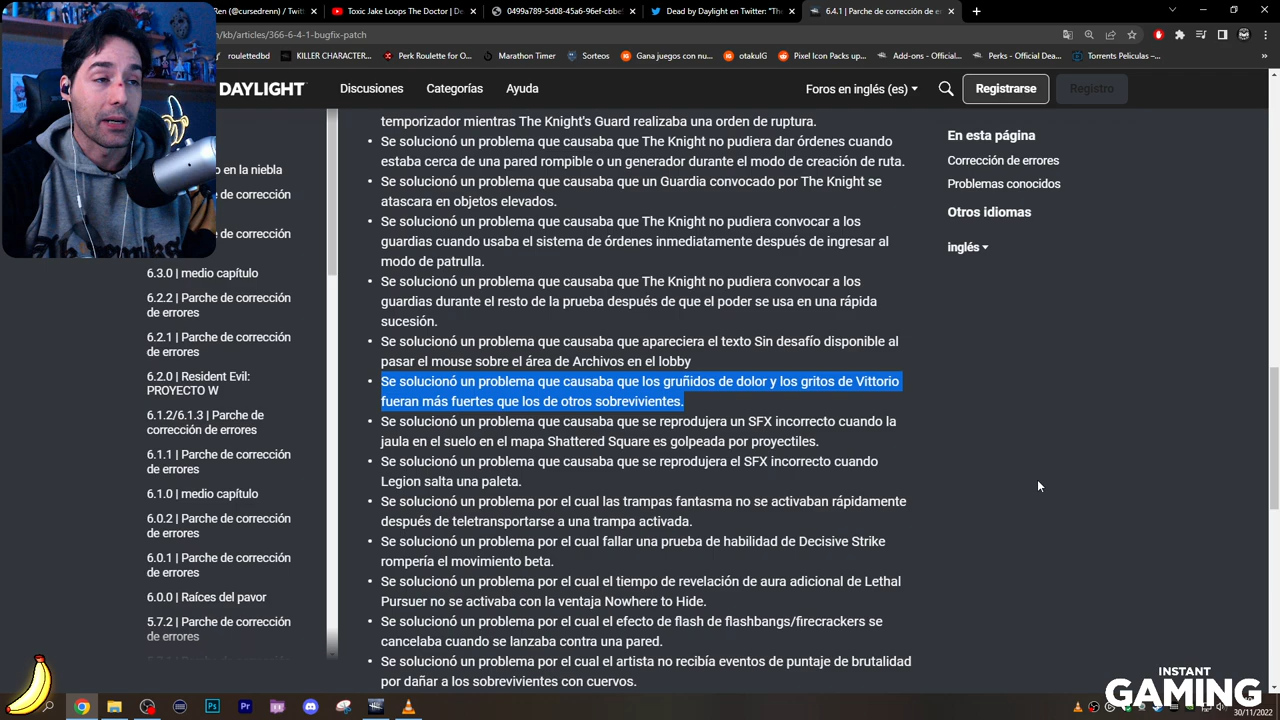 Ren (@cursedrenn) / Twitt
Toxic Jake Loops The Doctor | De
0499a789-5d08-45a6-96ef-cbbe
Dead by Daylight en Twitter: "The
6.4.1 | Parche de corrección de e
/kb/articles/366-6-4-1-bugfix-patch
roulettedbd
KILLER CHARACTER...
Perk Roulette for O...
Marathon Timer
Sorteos
Gana juegos con nu...
otakulG
Pixel Icon Packs up...
Add-ons - Official...
Perks - Official Dea...
Torrents Peliculas -...
DAYLIGHT
Discusiones
Categorías
Ayuda
Foros en inglés (es)
Registrarse
Registro
o en la niebla
e de corrección
e de corrección
6.3.0 | medio capítulo
6.2.2 | Parche de corrección
de errores
6.2.1 | Parche de corrección
de errores
6.2.0 | Resident Evil:
PROYECTO W
6.1.2/6.1.3 | Parche de
corrección de errores
6.1.1 | Parche de corrección
de errores
6.1.0 | medio capítulo
6.0.2 | Parche de corrección
de errores
6.0.1 | Parche de corrección
de errores
6.0.0 | Raíces del pavor
5.7.2 | Parche de corrección
de errores
temporizador mientras The Knight's Guard realizaba una orden de ruptura.
• Se solucionó un problema que causaba que The Knight no pudiera dar órdenes cuando
estaba cerca de una pared rompible o un generador durante el modo de creación de ruta.
• Se solucionó un problema que causaba que un Guardia convocado por The Knight se
atascara en objetos elevados.
• Se solucionó un problema que causaba que The Knight no pudiera convocar a los
guardias cuando usaba el sistema de órdenes inmediatamente después de ingresar al
modo de patrulla.
• Se solucionó un problema que causaba que The Knight no pudiera convocar a los
guardias durante el resto de la prueba después de que el poder se usa en una rápida
sucesión.
• Se solucionó un problema que causaba que apareciera el texto Sin desafío disponible al
pasar el mouse sobre el área de Archivos en el lobby
• Se solucionó un problema que causaba que los gruñidos de dolor y los gritos de Vittorio
fueran más fuertes que los de otros sobrevivientes.
• Se solucionó un problema que causaba que se reprodujera un SFX incorrecto cuando la
jaula en el suelo en el mapa Shattered Square es golpeada por proyectiles.
• Se solucionó un problema que causaba que se reprodujera el SFX incorrecto cuando
Legion salta una paleta.
• Se solucionó un problema por el cual las trampas fantasma no se activaban rápidamente
después de teletransportarse a una trampa activada.
• Se solucionó un problema por el cual fallar una prueba de habilidad de Decisive Strike
rompería el movimiento beta.
• Se solucionó un problema por el cual el tiempo de revelación de aura adicional de Lethal
Pursuer no se activaba con la ventaja Nowhere to Hide.
• Se solucionó un problema por el cual el efecto de flash de flashbangs/firecrackers se
cancelaba cuando se lanzaba contra una pared.
• Se solucionó un problema por el cual el artista no recibía eventos de puntaje de brutalidad
por dañar a los sobrevivientes con cuervos.
En esta página
Corrección de errores
Problemas conocidos
Otros idiomas
inglés
INSTANT
GAMING
30/11/2022